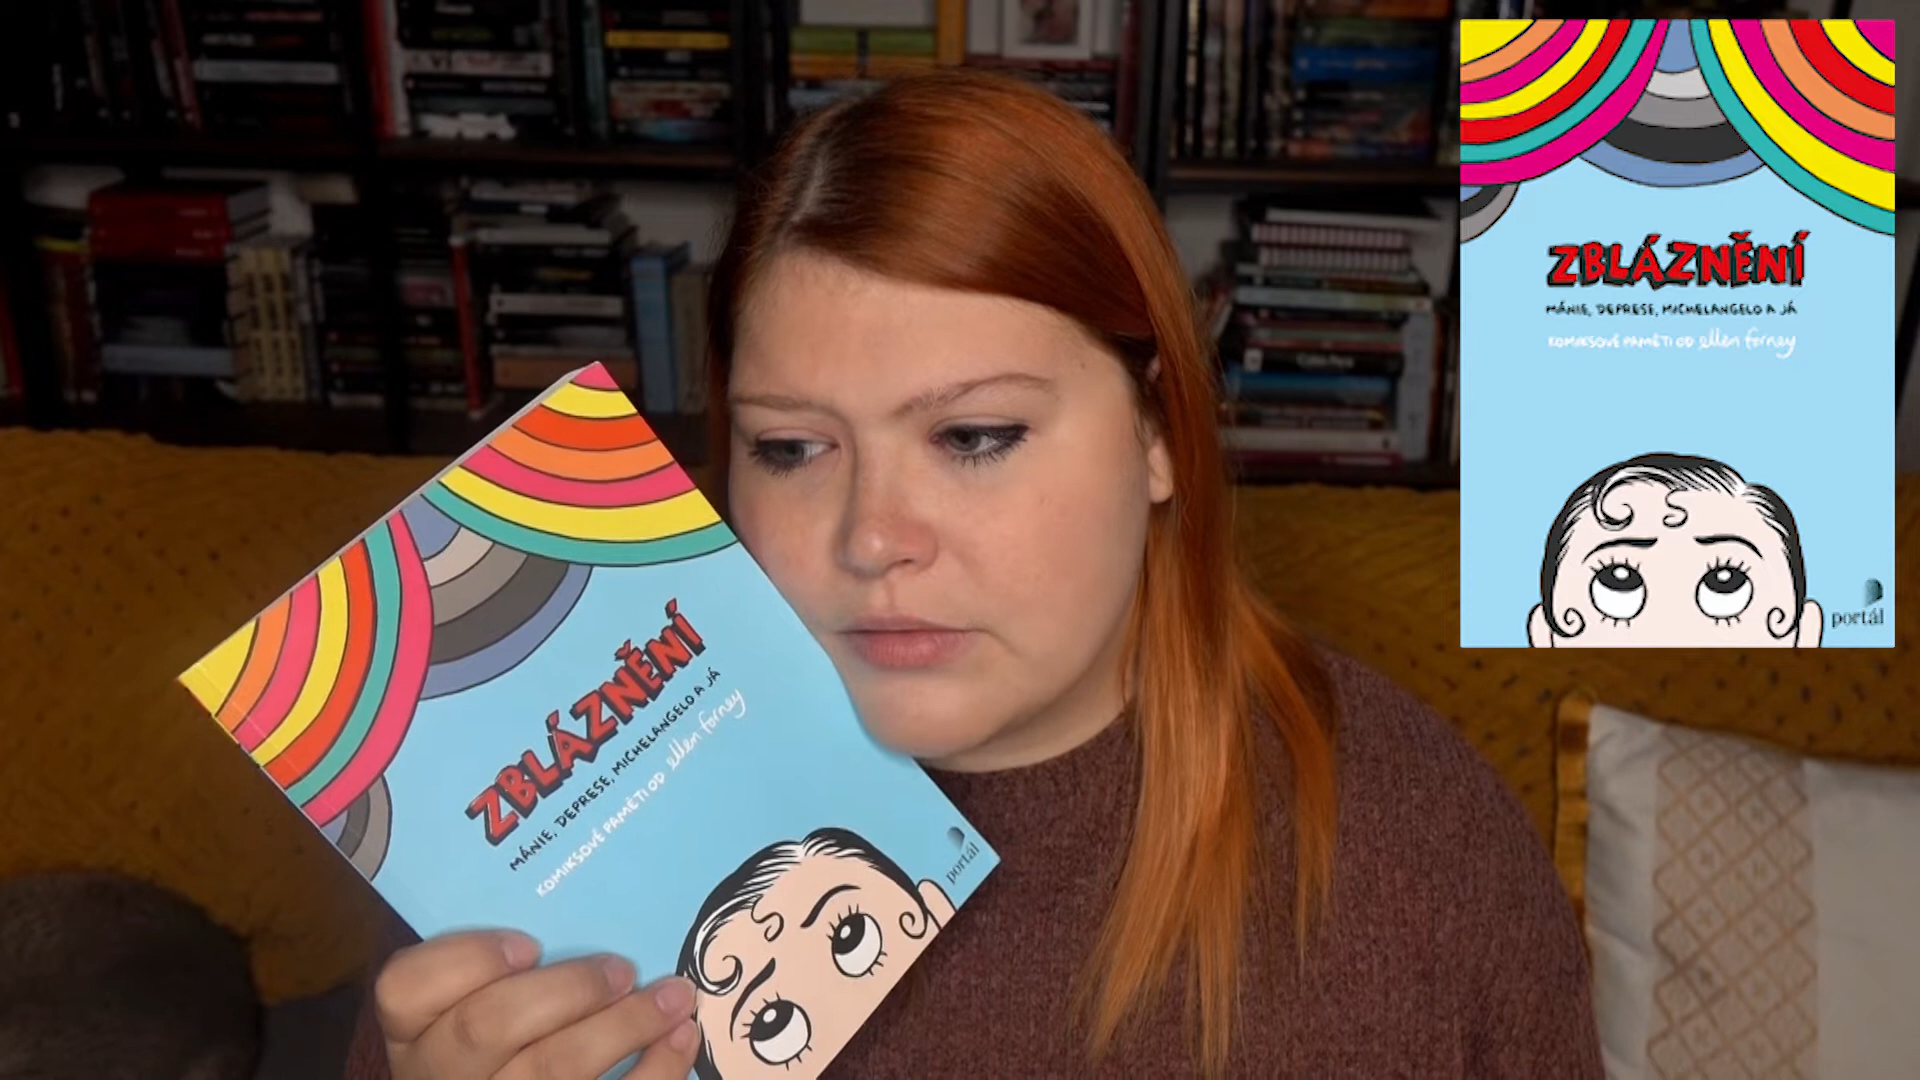 ZBLÁZNĚNÍ
MÁNIE, DEPRESE, MICHELANGELO A JÁ
KOMIKSOVÉ PAMĚTI OD ellen forney
portál
ZBLÁZNĚNÍ
MÁNIE, DEPRESE, MICHELANGELO A JÁ
KOMIKSOVÉ PAMĚTI OD ellen forney
portál